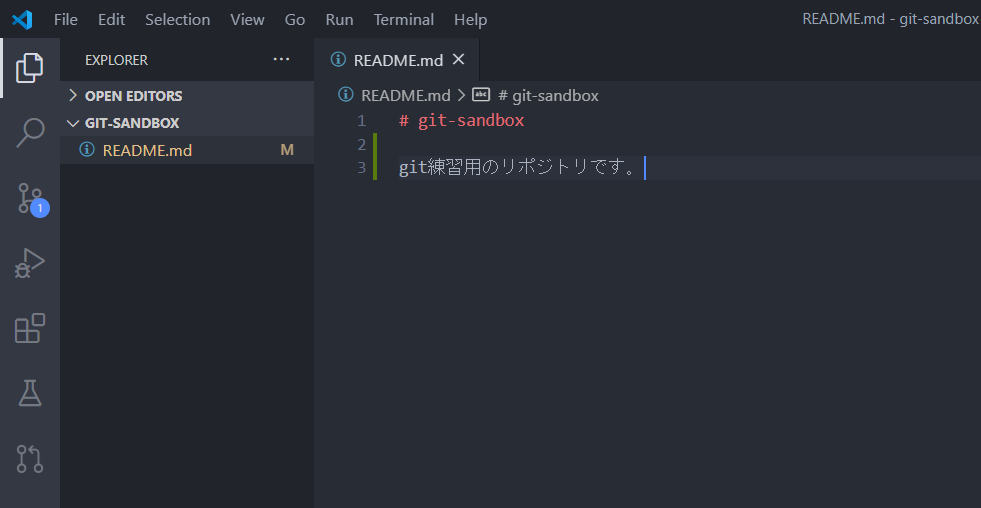 File Edit Selection View Go Run Terminal Help README.md - git-sandbox
EXPLORER ...
OPEN EDITORS
GIT-SANDBOX
README.md M
1
README.md
README.md > # git-sandbox
1 # git-sandbox
2
3 git練習用のリポジトリです。